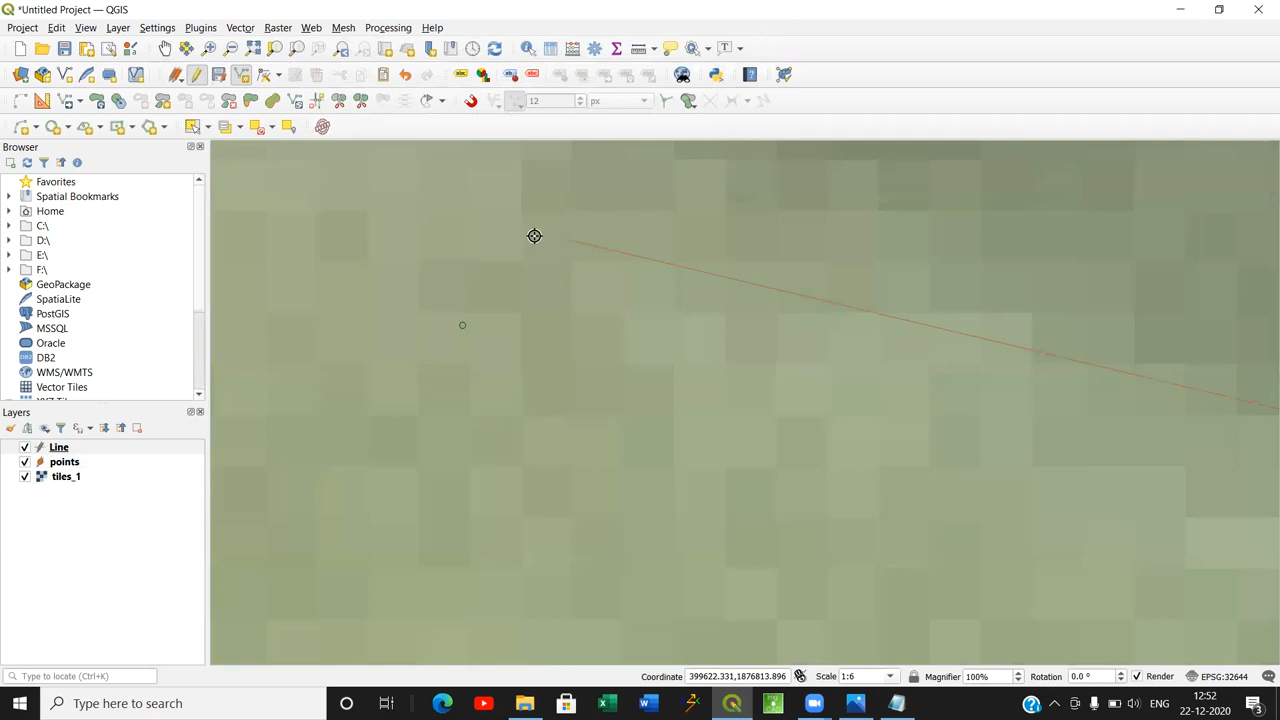 *Untitled Project — QGIS
Project Edit View Layer Settings Plugins Vector Raster Database Web Mesh Processing Help
12 px
Browser
Favorites
Spatial Bookmarks
Home
C:\
D:\
E:\
F:\
GeoPackage
SpatiaLite
PostGIS
MSSQL
Oracle
DB2
WMS/WMTS
Vector Tiles
Layers
Line
points
tiles_1
Type to locate (Ctrl+K)
Coordinate 399622.331,1876813.896 Scale 1:6 Magnifier 100% Rotation 0.0 ° Render EPSG:32644
Type here to search
12:52
22-12-2020
3